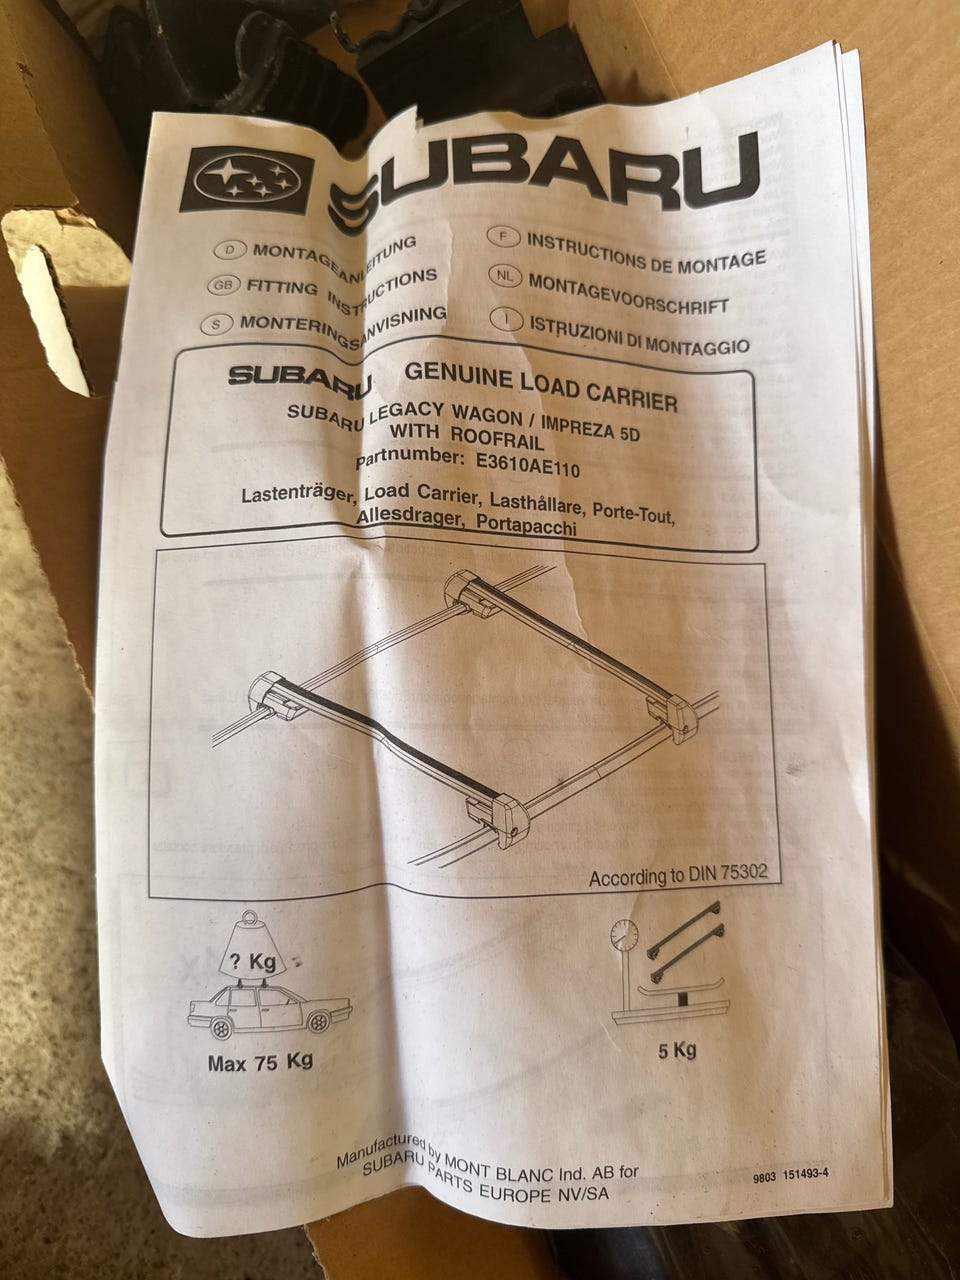 SUBARU
D MONTAGEANLEITUNG
GB FITTING INSTRUCTIONS
S MONTERINGSANVISNING
F INSTRUCTIONS DE MONTAGE
NL MONTAGEVOORSCHRIFT
I ISTRUZIONI DI MONTAGGIO
SUBARU GENUINE LOAD CARRIER
SUBARU LEGACY WAGON / IMPREZA 5D
WITH ROOFRAIL
Partnumber: E3610AE110
Lastenträger, Load Carrier, Lasthållare, Porte-Tout,
Allesdrager, Portapacchi
According to DIN 75302
? Kg
Max 75 Kg
5 Kg
Manufactured by MONT BLANC Ind. AB for
SUBARU PARTS EUROPE NV/SA
9803 151493-4